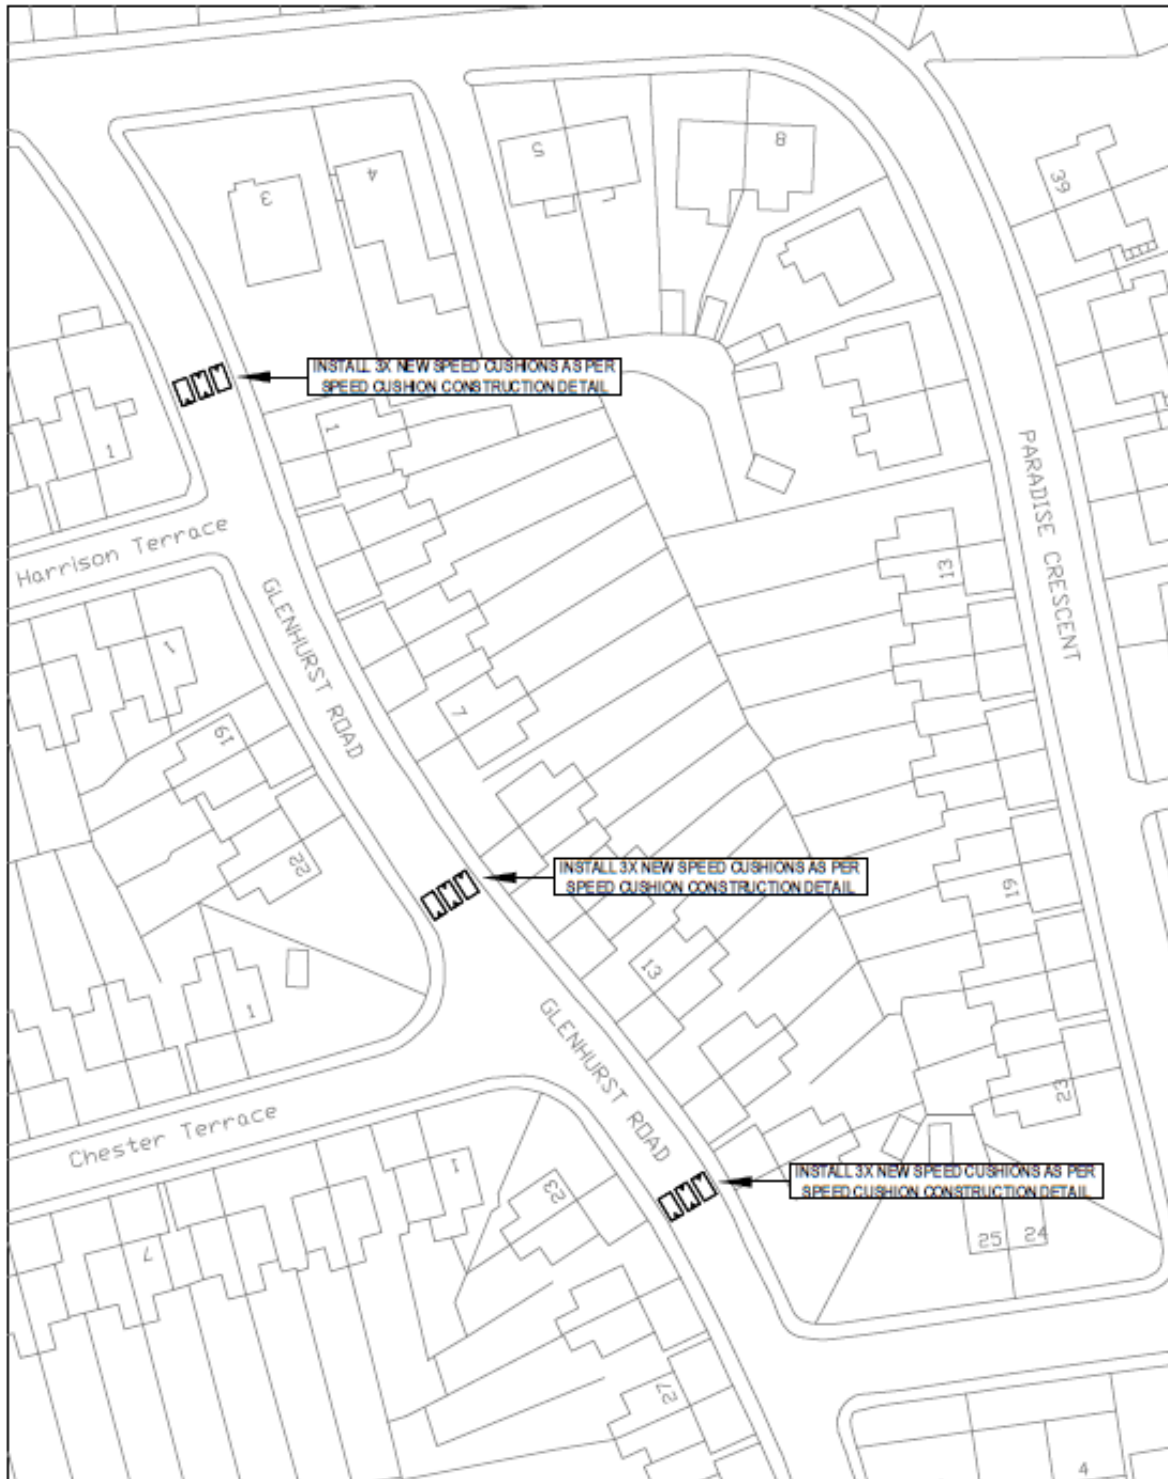 3
4
5
8
39
INSTALL 3X NEW SPEED CUSHIONS AS PER
SPEED CUSHION CONSTRUCTION DETAIL
1
1
PARADISE CRESCENT
Harrison Terrace
13
GLENHURST ROAD
1
7
19
22
INSTALL 3X NEW SPEED CUSHIONS AS PER
SPEED CUSHION CONSTRUCTION DETAIL
19
13
1
GLENHURST ROAD
23
Chester Terrace
1
INSTALL 3X NEW SPEED CUSHIONS AS PER
SPEED CUSHION CONSTRUCTION DETAIL
23
25
24
7
27
4